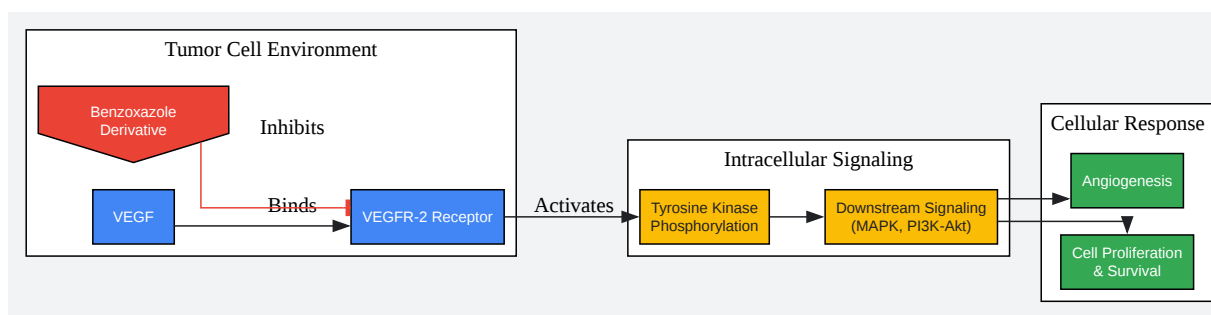 Tumor Cell Environment
Benzoxazole
Derivative
Inhibits
VEGF
Binds
VEGFR-2 Receptor
Activates
Intracellular Signaling
Tyrosine Kinase
Phosphorylation
Downstream Signaling
(MAPK, PI3K-Akt)
Cellular Response
Angiogenesis
Cell Proliferation
& Survival